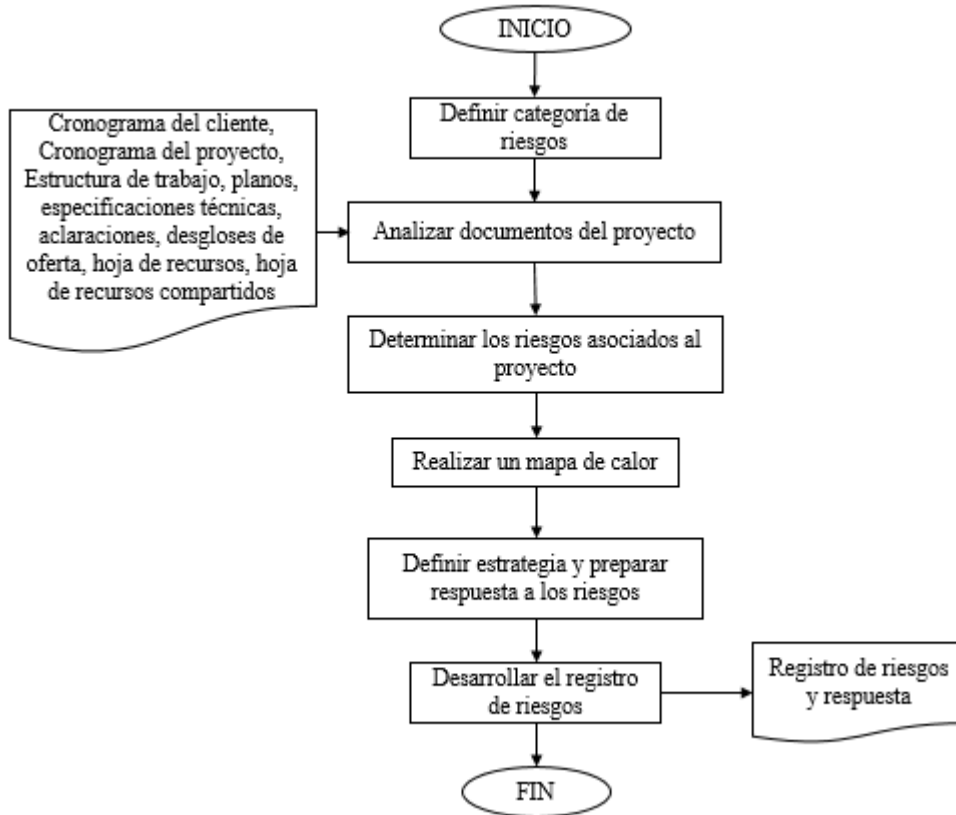 INICIO
Definir categoría de
riesgos
Cronograma del cliente,
Cronograma del proyecto,
Estructura de trabajo, planos,
especificaciones técnicas,
aclaraciones, desgloses de
oferta, hoja de recursos, hoja
de recursos compartidos
Analizar documentos del proyecto
Determinar los riesgos asociados al
proyecto
Realizar un mapa de calor
Definir estrategia y preparar
respuesta a los riesgos
Desarrollar el registro
de riesgos
Registro de riesgos
y respuesta
FIN